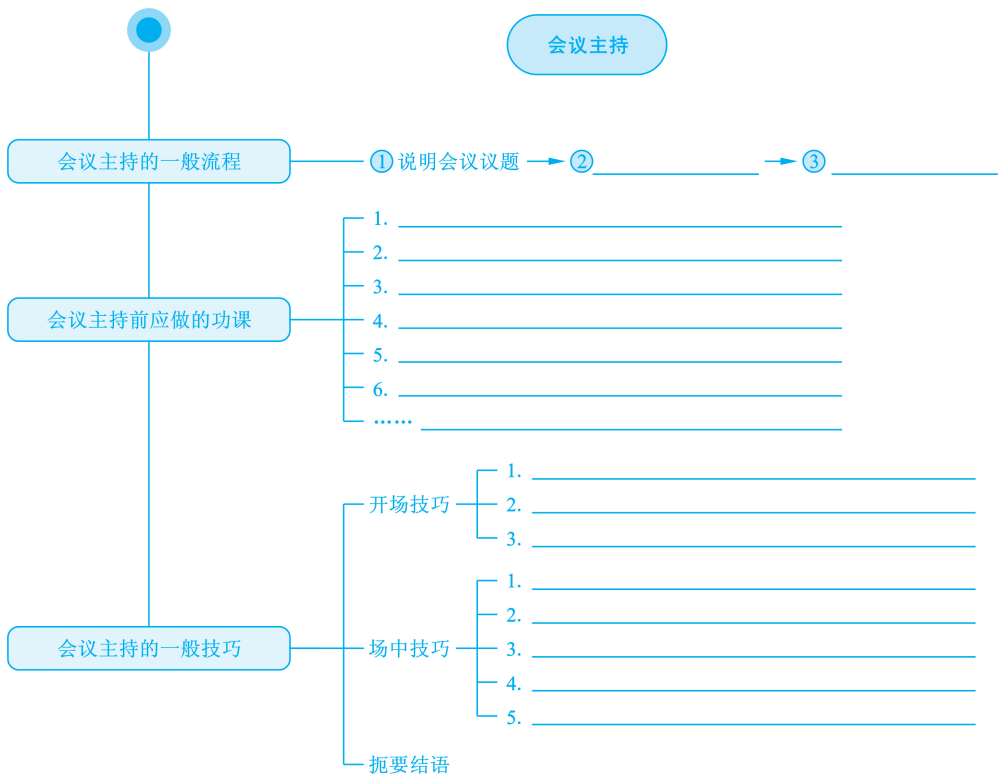 会议主持
会议主持的一般流程
① 说明会议议题 ② ③
会议主持前应做的功课
1.
2.
3.
4.
5.
6.
……
会议主持的一般技巧
开场技巧
1.
2.
3.
场中技巧
1.
2.
3.
4.
5.
扼要结语